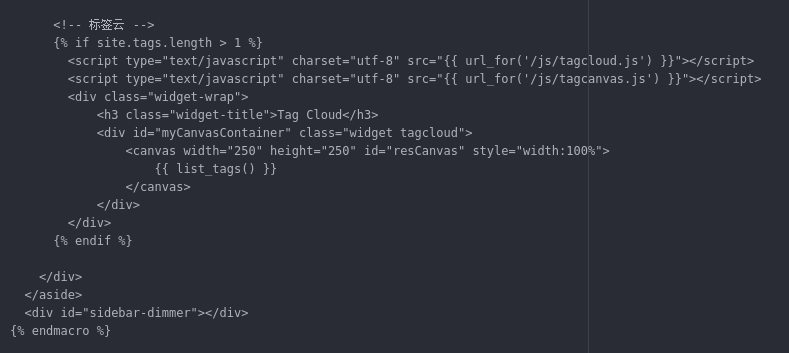 <!-- 标签云 -->
{% if site.tags.length > 1 %}
<script type="text/javascript" charset="utf-8" src="{{ url_for('/js/tagcloud.js') }}"></script>
<script type="text/javascript" charset="utf-8" src="{{ url_for('/js/tagcanvas.js') }}"></script>
<div class="widget-wrap">
<h3 class="widget-title">Tag Cloud</h3>
<div id="myCanvasContainer" class="widget tagcloud">
<canvas width="250" height="250" id="resCanvas" style="width:100%">
{{ list_tags() }}
</canvas>
</div>
</div>
{% endif %}
</div>
</aside>
<div id="sidebar-dimmer"></div>
{% endmacro %}